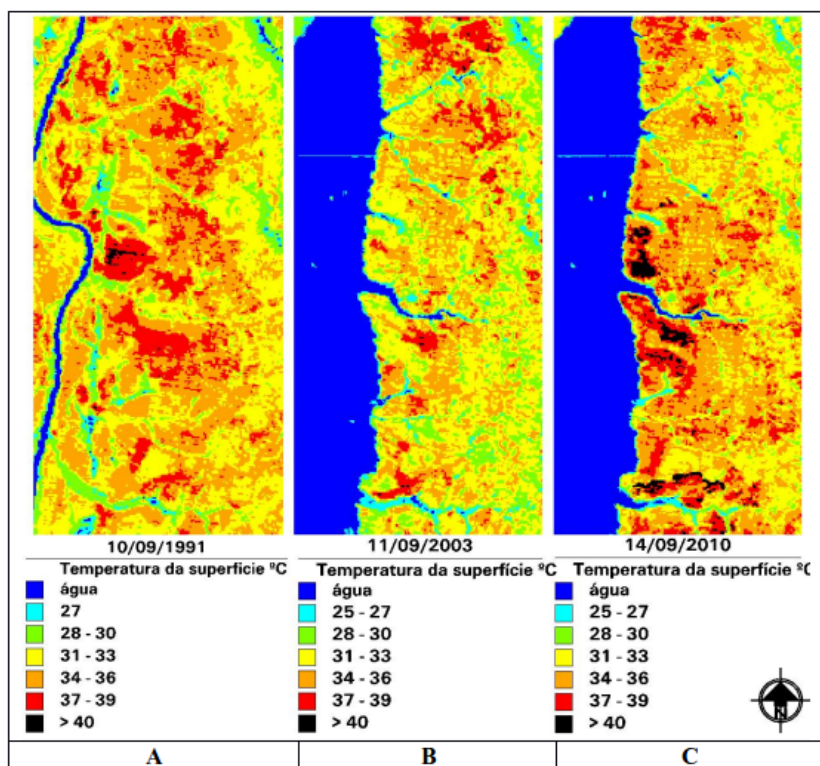 10/09/1991
Temperatura da superfície ºC
água
27
28 - 30
31 - 33
34 - 36
37 - 39
> 40
A
11/09/2003
Temperatura da superfície ºC
água
25 - 27
28 - 30
31 - 33
34 - 36
37 - 39
> 40
B
14/09/2010
Temperatura da superfície ºC
água
25 - 27
28 - 30
31 - 33
34 - 36
37 - 39
> 40
N
C